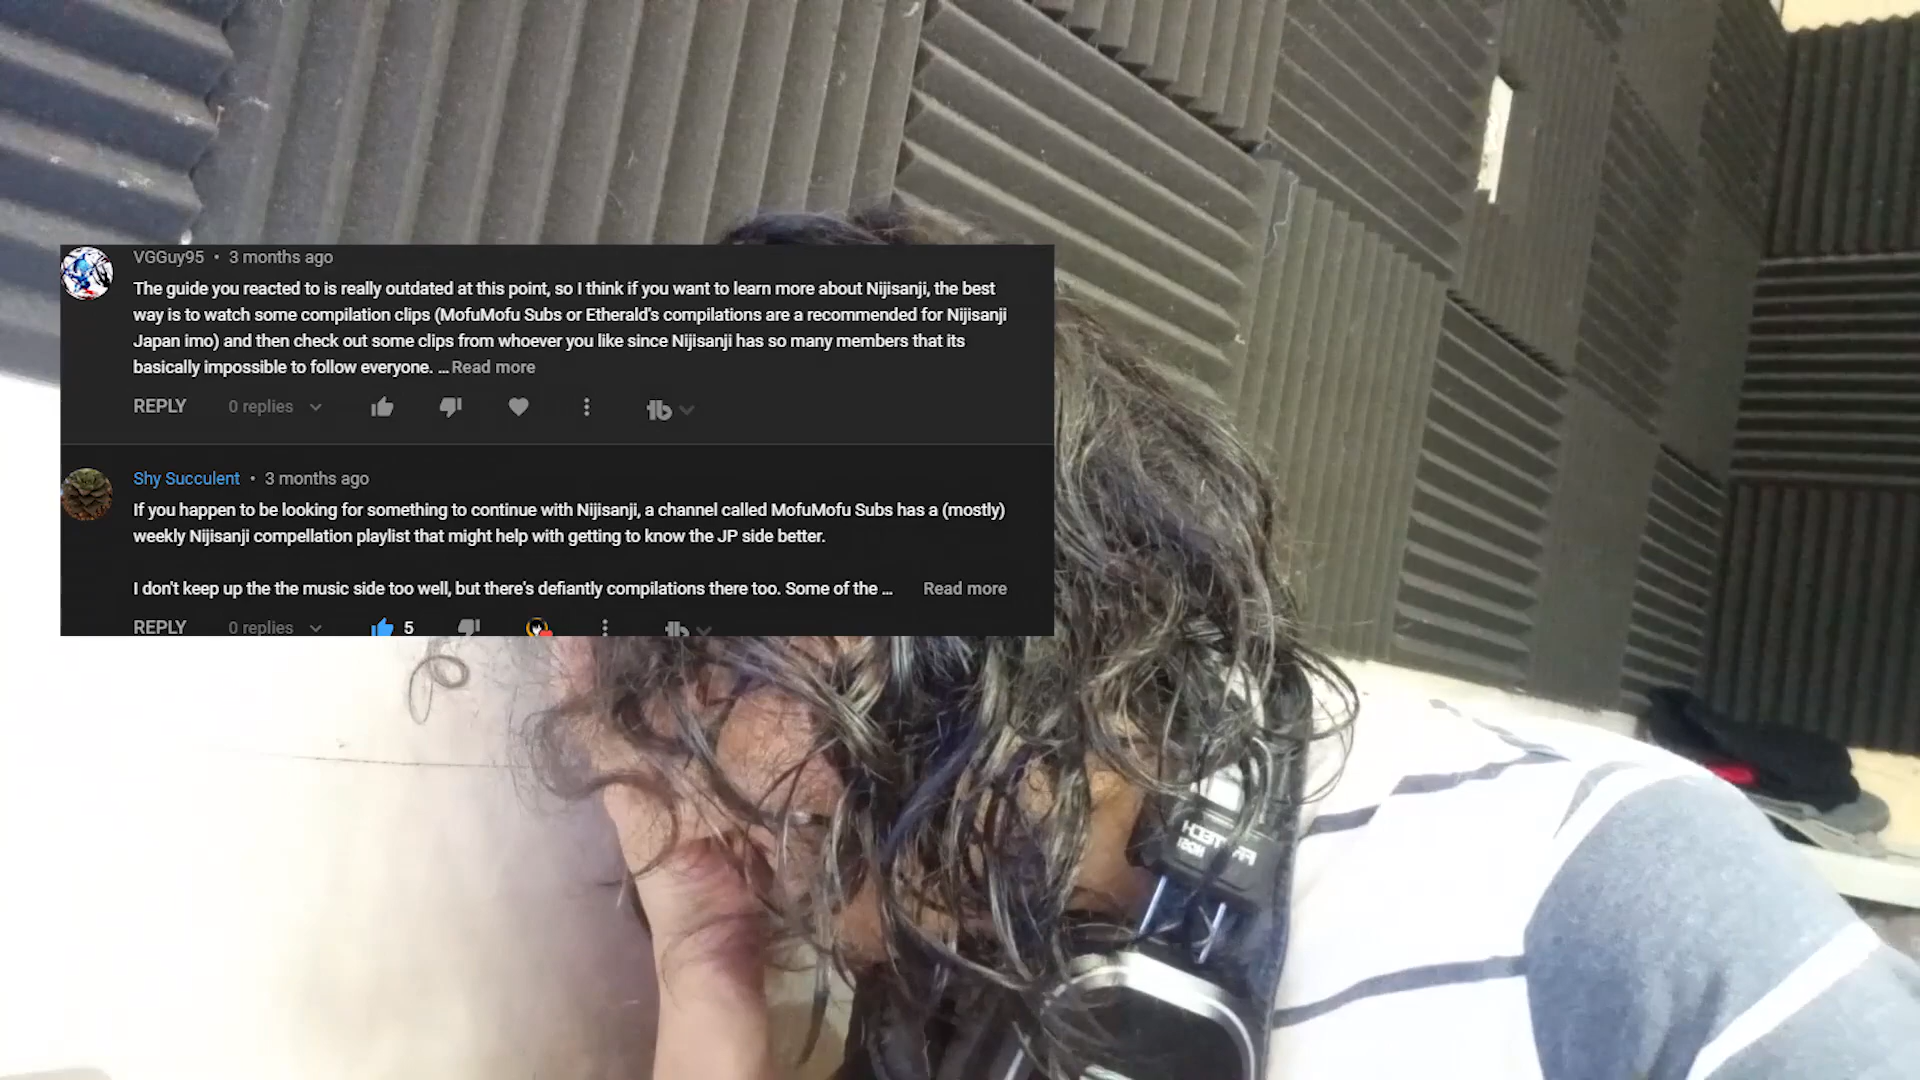 VGGuy95 • 3 months ago
The guide you reacted to is really outdated at this point, so I think if you want to learn more about Nijisanji, the best
way is to watch some compilation clips (MofuMofu Subs or Etherald's compilations are a recommended for Nijisanji
Japan imo) and then check out some clips from whoever you like since Nijisanji has so many members that its
basically impossible to follow everyone. ... Read more
REPLY 0 replies
Shy Succulent • 3 months ago
If you happen to be looking for something to continue with Nijisanji, a channel called MofuMofu Subs has a (mostly)
weekly Nijisanji compellation playlist that might help with getting to know the JP side better.
I don't keep up the the music side too well, but there's defiantly compilations there too. Some of the ... Read more
REPLY 0 replies 5